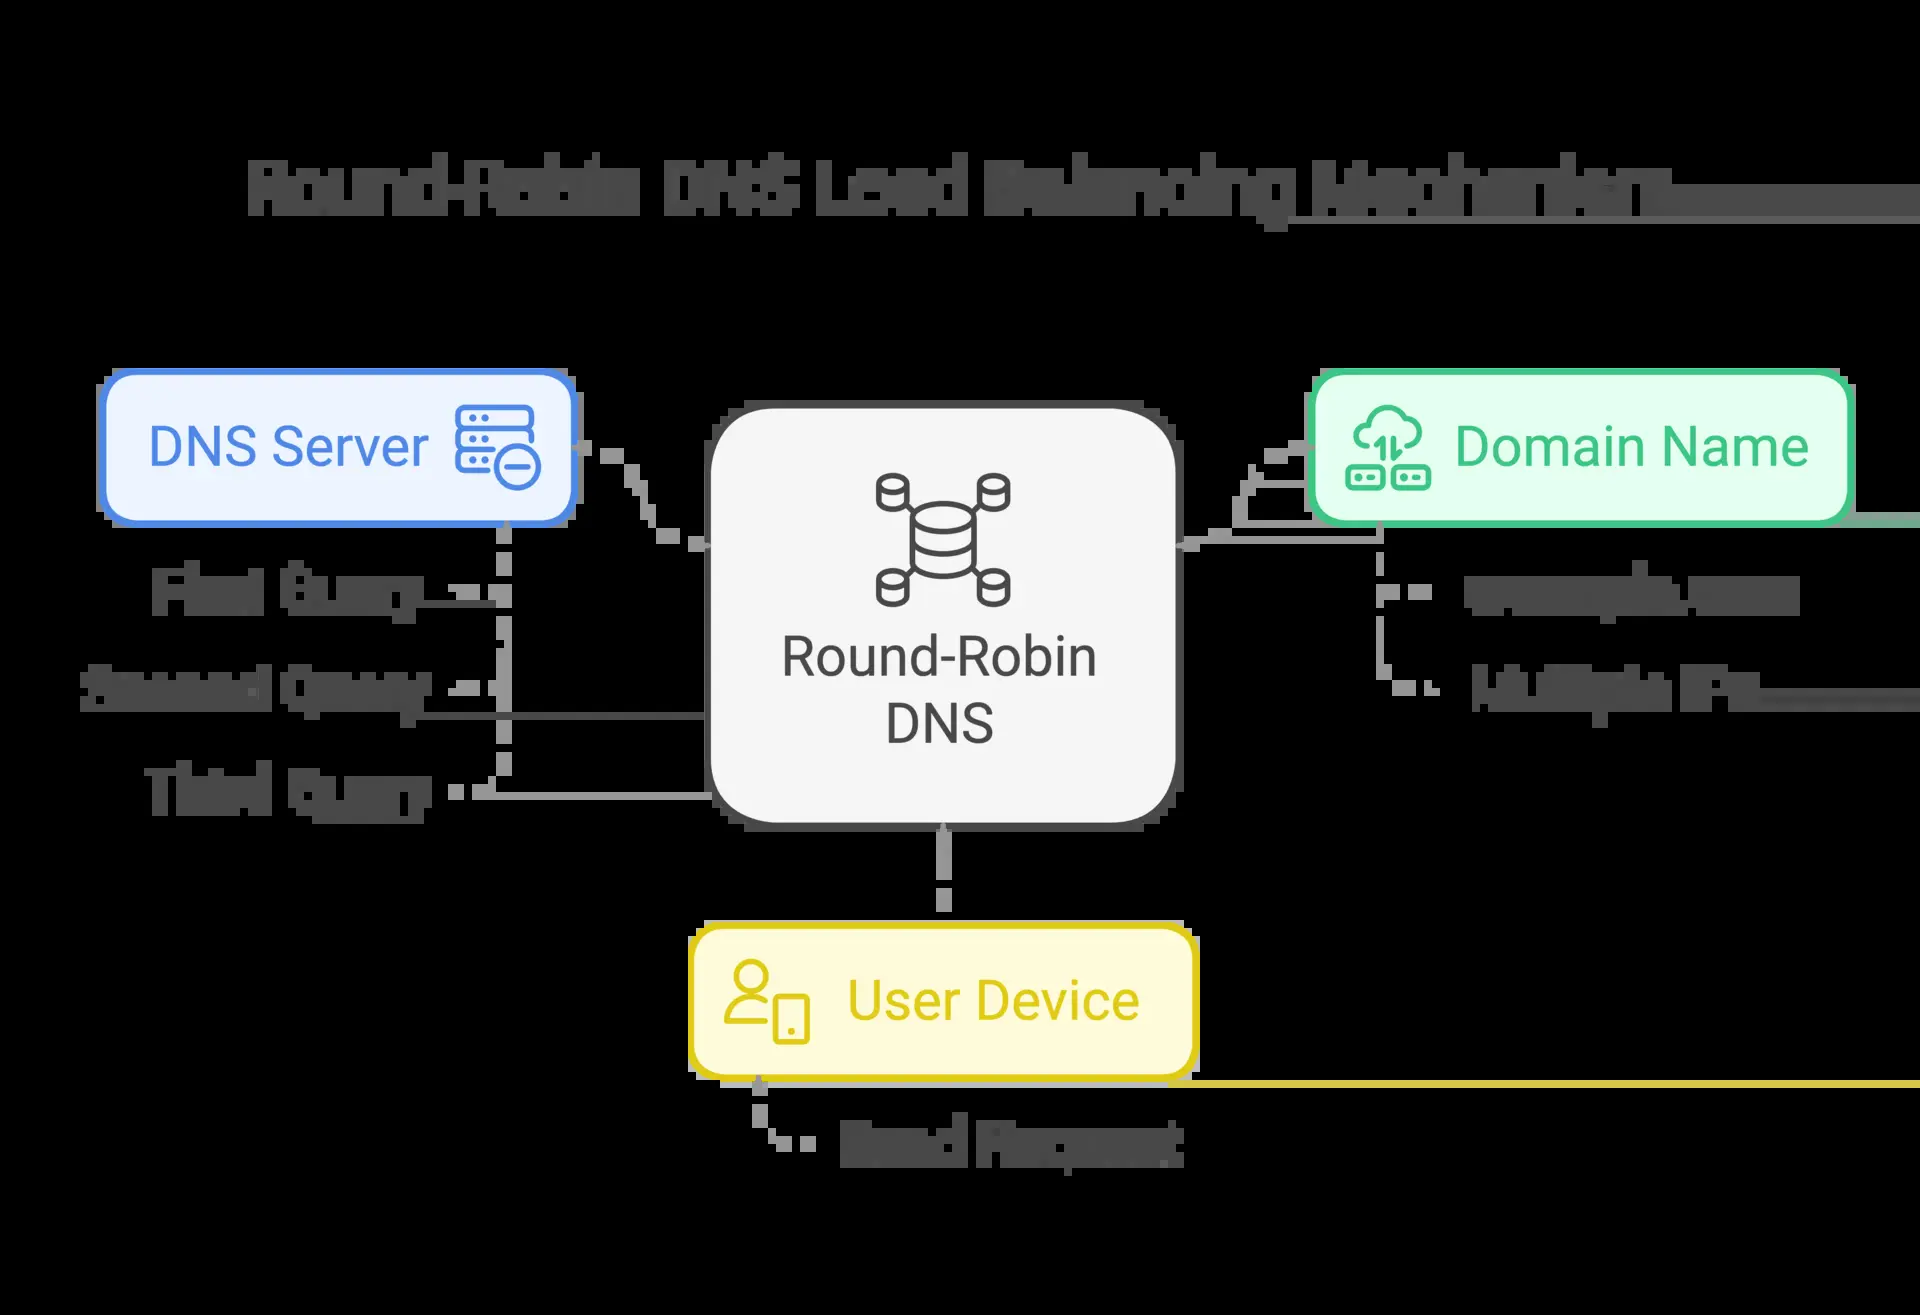 Round-Robin DNS Load Balancing Mechanism
DNS Server
Domain Name
First Query
Second Query
Third Query
Round-Robin
DNS
example.com
Multiple IPs
User Device
Send Request